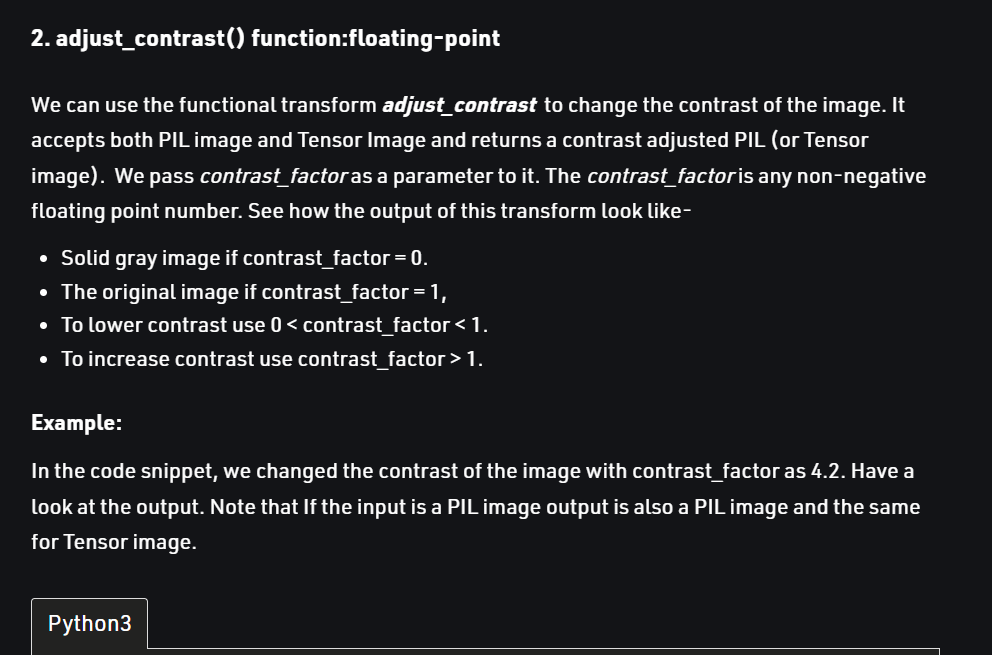 2. adjust_contrast() function:floating-point
We can use the functional transform adjust_contrast to change the contrast of the image. It
accepts both PIL image and Tensor Image and returns a contrast adjusted PIL (or Tensor
image).  We pass contrast_factor as a parameter to it. The contrast_factor is any non-negative
floating point number. See how the output of this transform look like-
• Solid gray image if contrast_factor = 0.
• The original image if contrast_factor = 1,
• To lower contrast use 0 < contrast_factor < 1.
• To increase contrast use contrast_factor > 1.
Example:
In the code snippet, we changed the contrast of the image with contrast_factor as 4.2. Have a
look at the output. Note that If the input is a PIL image output is also a PIL image and the same
for Tensor image.
Python3